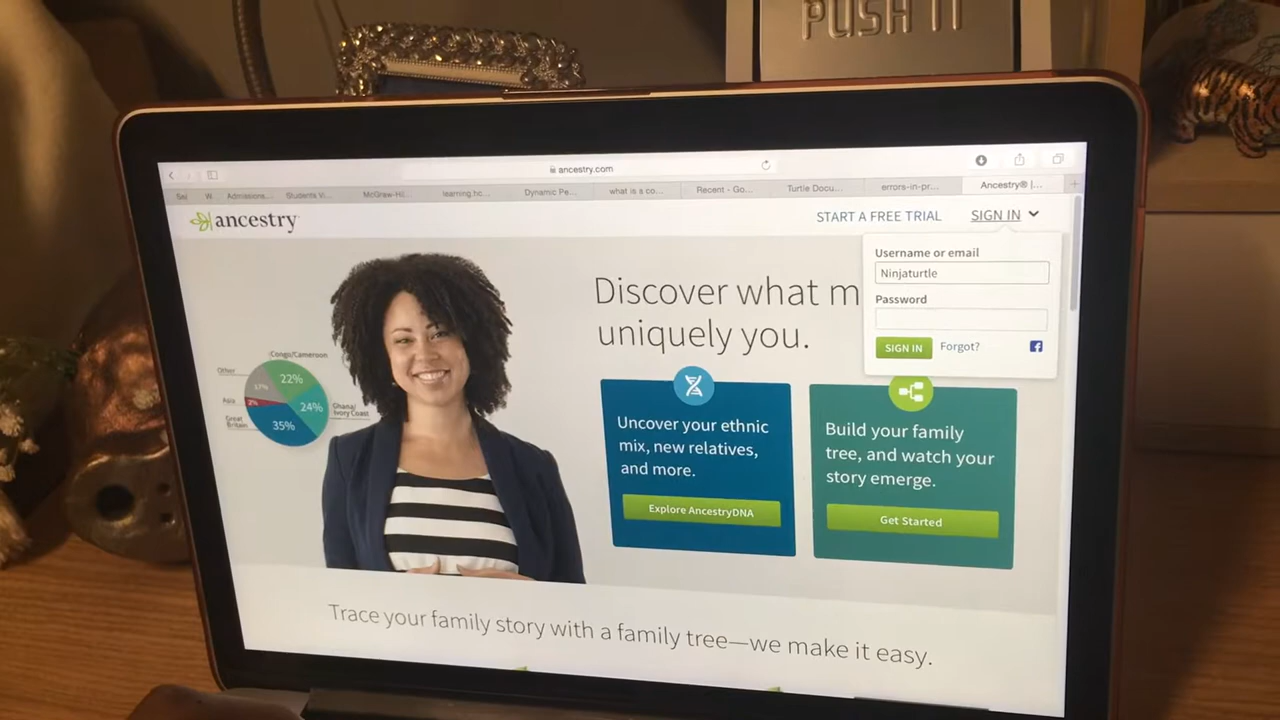 PUSH IT
ancestry.com
Admissions...
McGraw-Hil...
learning.hc...
Dynamic Pe...
what is a co...
Recent - Go...
Turtle Docu...
errors-in-pr...
Ancestry® |...
ancestry
START A FREE TRIAL
SIGN IN
Username or email
Ninjaturtle
Password
SIGN IN
Forgot?
Discover what m
uniquely you.
Congo/Cameroon
Other
17%
22%
Asia
2%
24%
Ghana/
Ivory Coast
Great
Britain
35%
Uncover your ethnic
mix, new relatives,
and more.
Explore AncestryDNA
Build your family
tree, and watch your
story emerge.
Get Started
Trace your family story with a family tree—we make it easy.